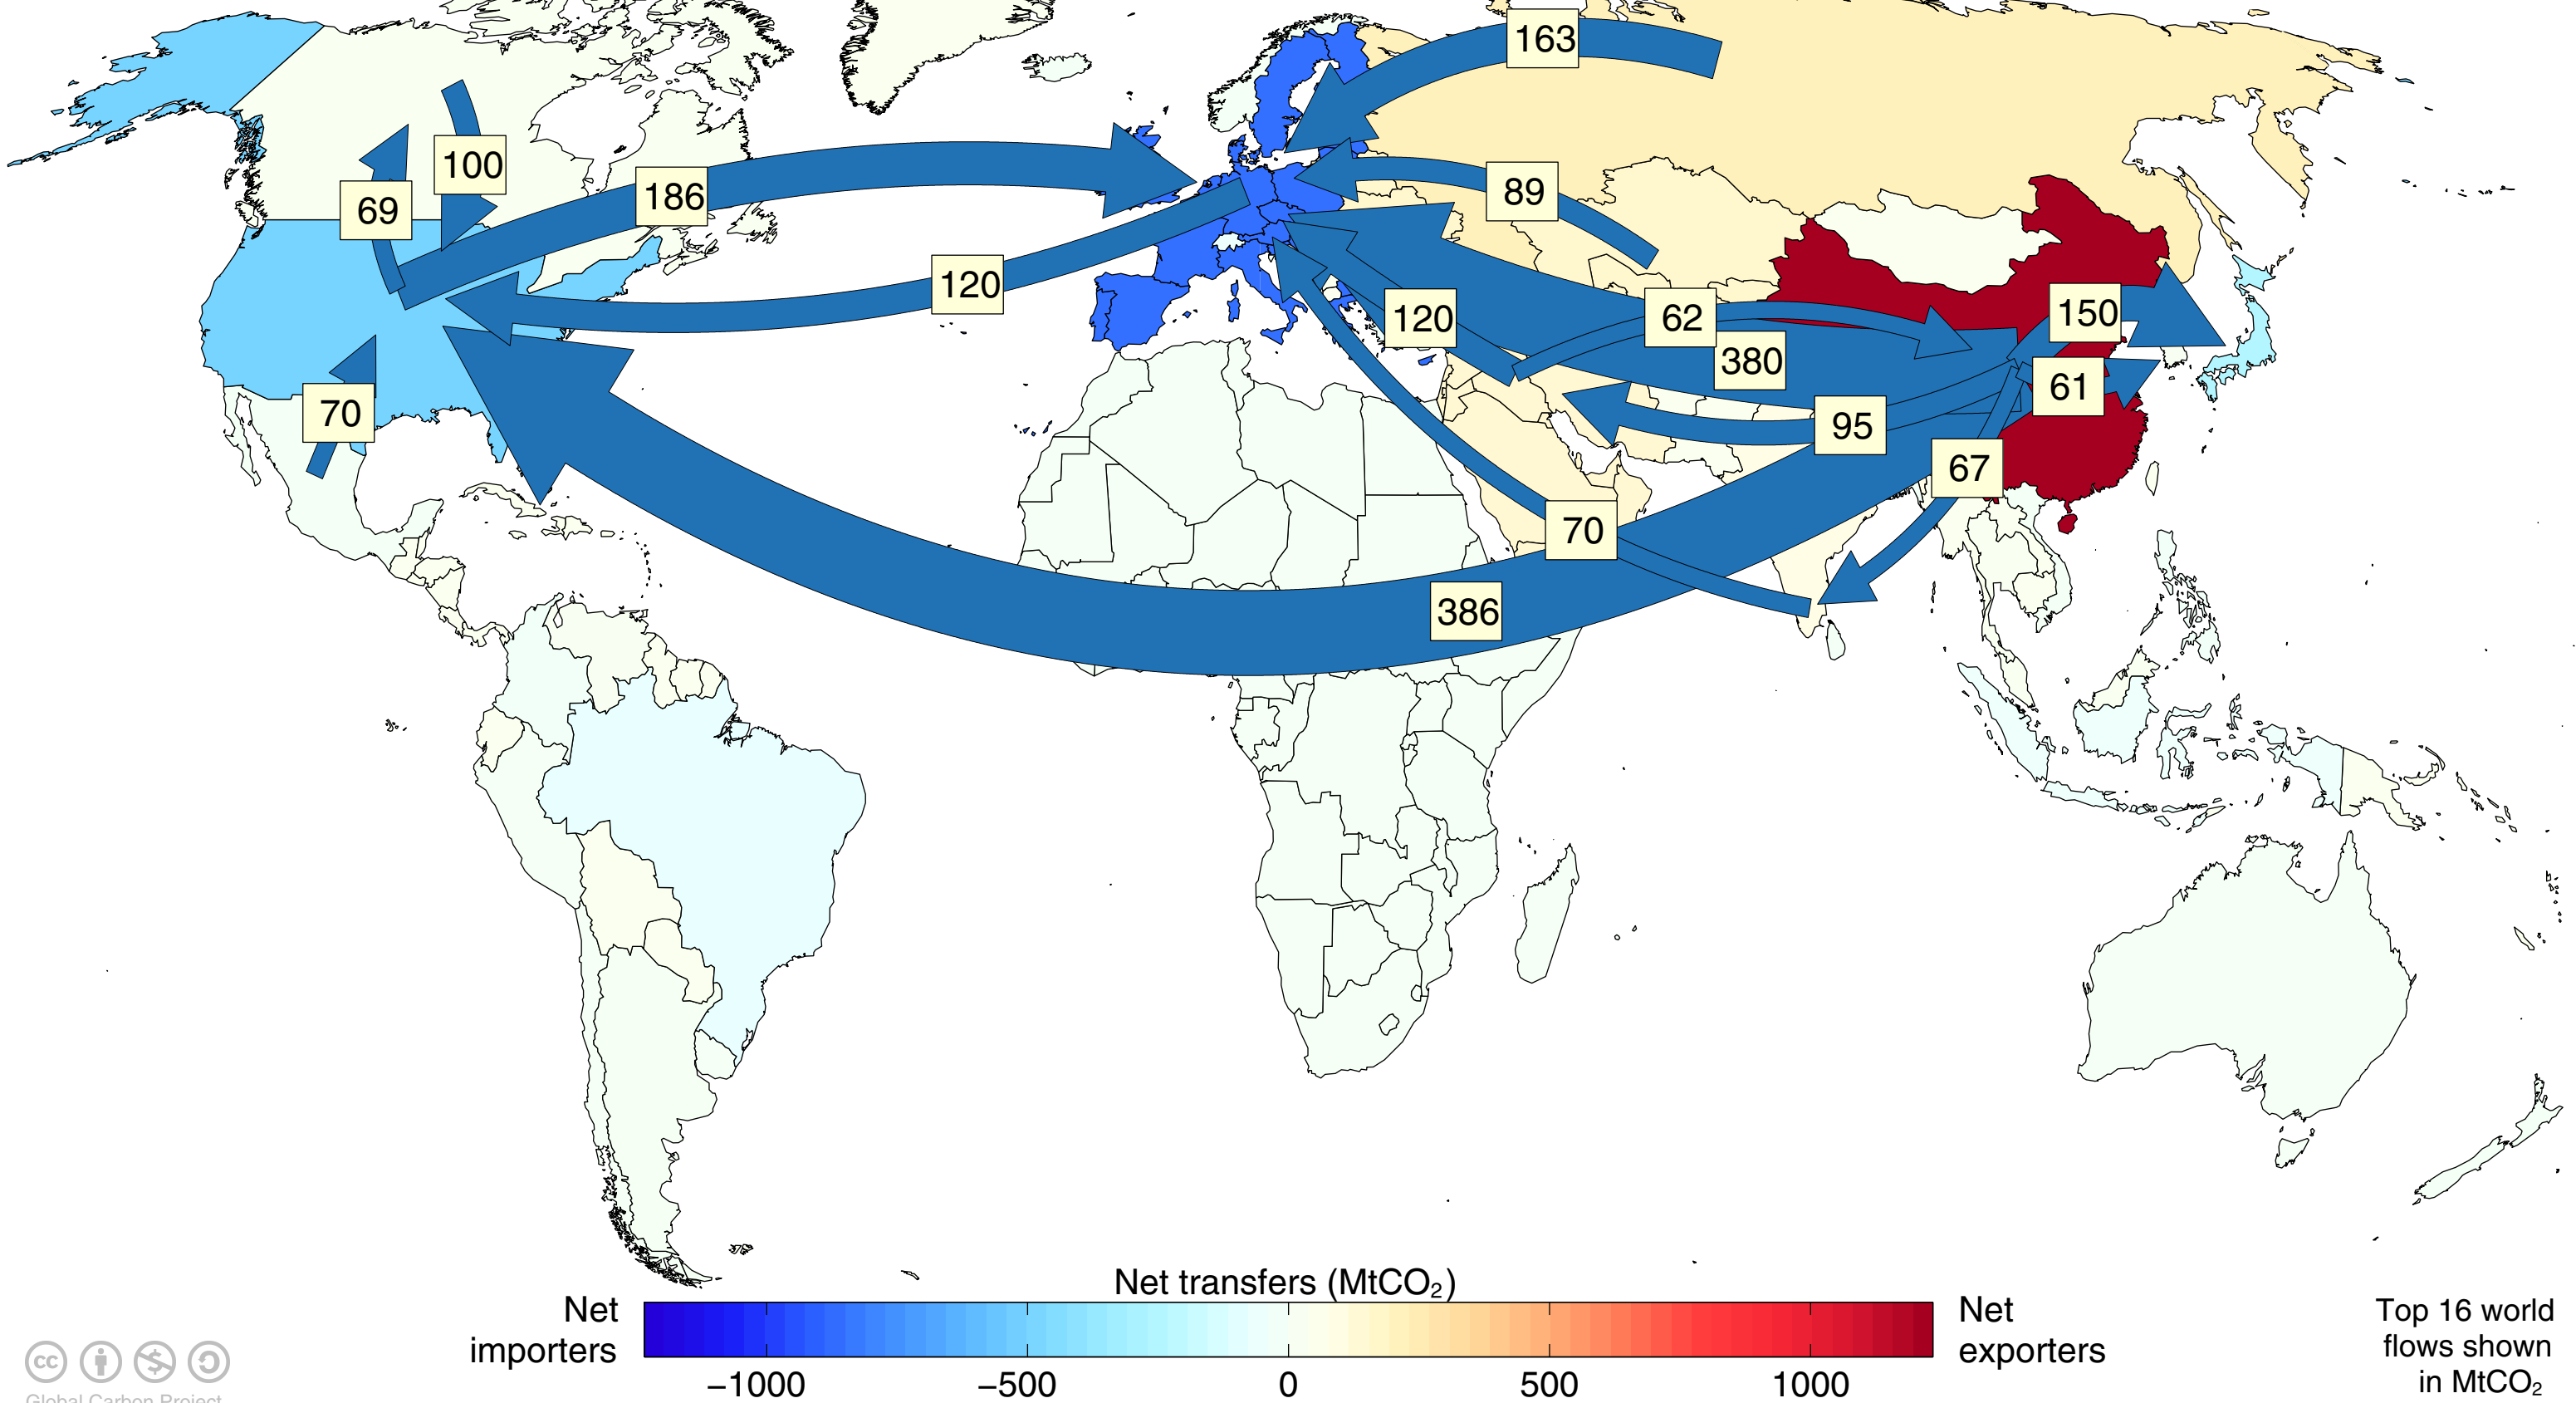 163
100
69
186
89
120
120
62
150
380
61
70
95
67
70
386
Net transfers (MtCO₂)
Net
importers
Net
exporters
−1000
−500
0
500
1000
Top 16 world
flows shown
in MtCO₂
cc
Global Carbon Project